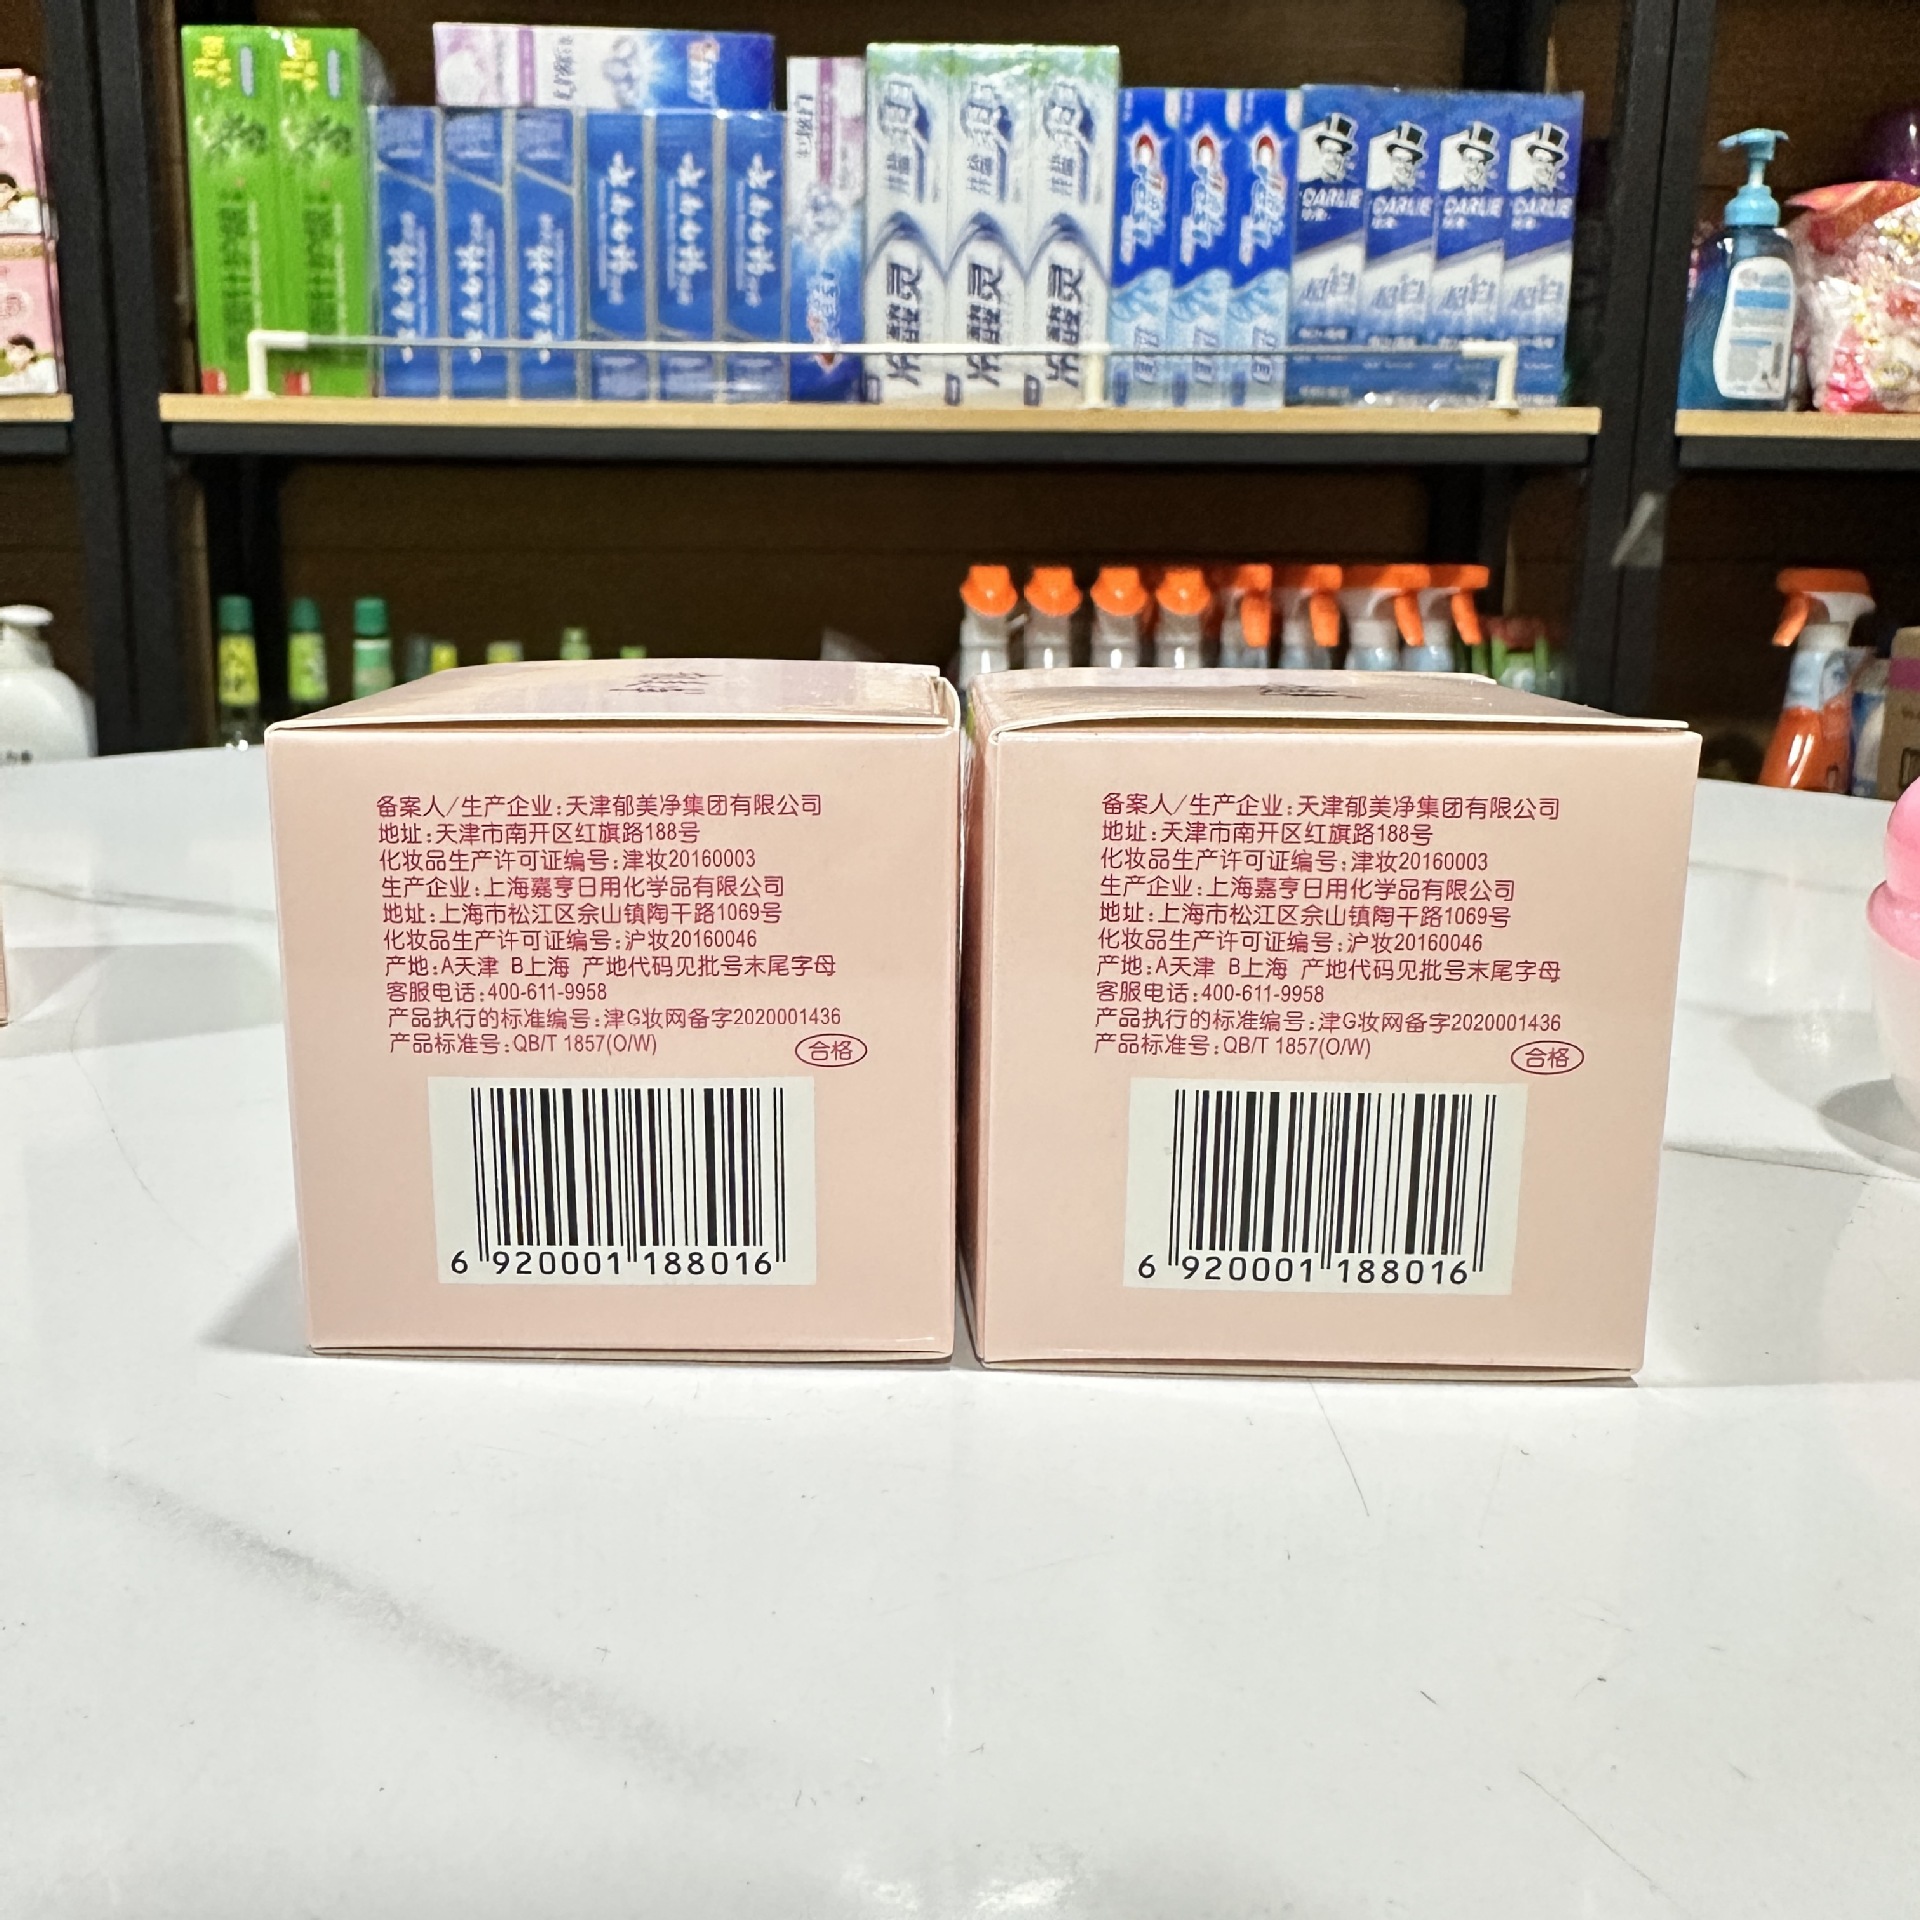 DARLIE
DARLIE
DARLIE
DARLIE
备案人/生产企业:天津郁美净集团有限公司
地址:天津市南开区红旗路188号
化妆品生产许可证编号:津妆20160003
生产企业:上海嘉亨日用化学品有限公司
地址:上海市松江区佘山镇陶干路1069号
化妆品生产许可证编号:沪妆20160046
产地:A天津 B上海 产地代码见批号末尾字母
客服电话:400-611-9958
产品执行的标准编号:津G妆网备字2020001436
产品标准号:QB/T 1857(O/W)
合格
6 920001 188016
备案人/生产企业:天津郁美净集团有限公司
地址:天津市南开区红旗路188号
化妆品生产许可证编号:津妆20160003
生产企业:上海嘉亨日用化学品有限公司
地址:上海市松江区佘山镇陶干路1069号
化妆品生产许可证编号:沪妆20160046
产地:A天津 B上海 产地代码见批号末尾字母
客服电话:400-611-9958
产品执行的标准编号:津G妆网备字2020001436
产品标准号:QB/T 1857(O/W)
合格
6 920001 188016